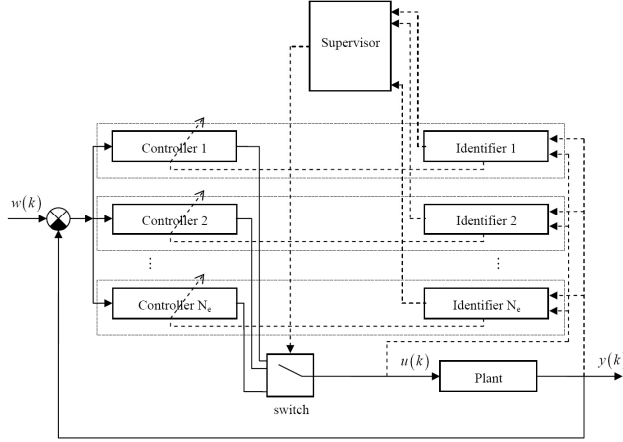 Supervisor
Controller 1
Identifier 1
w(k)
Controller 2
Identifier 2
⋮
⋮
Controller Ne
Identifier Ne
u(k)
y(k
Plant
switch